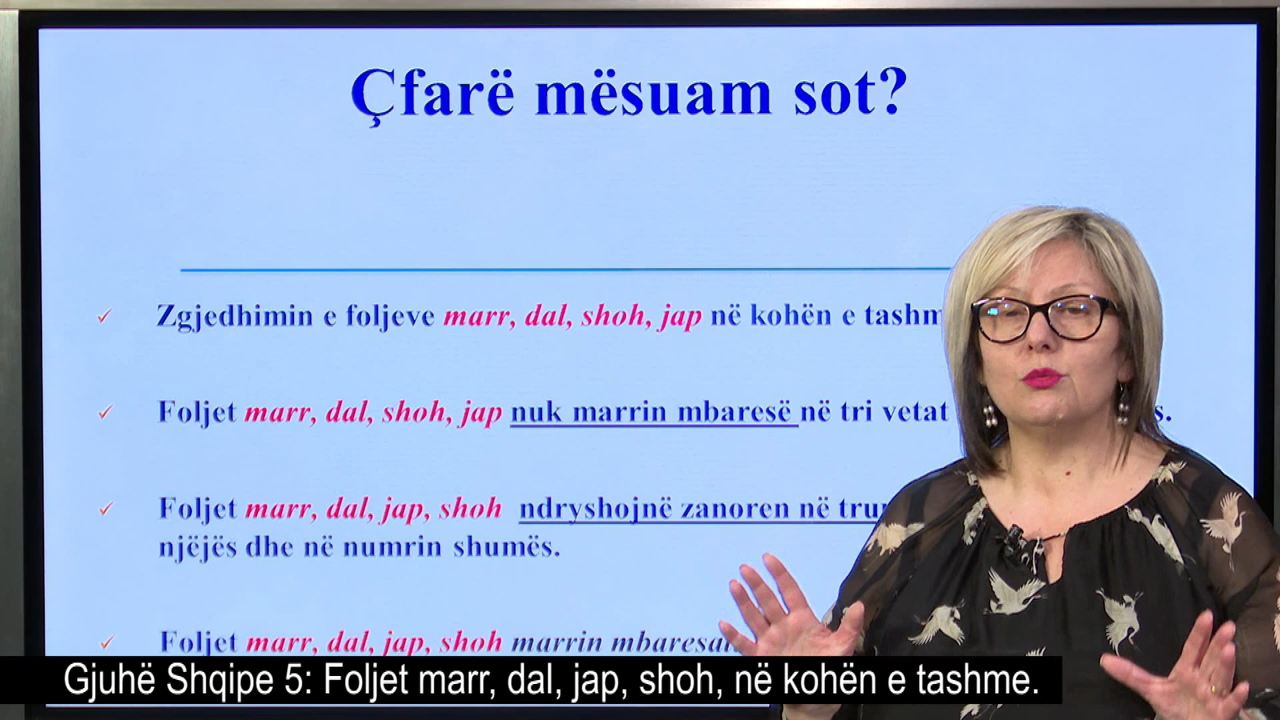 Çfarë mësuam sot?
Zgjedhimin e foljeve marr, dal, shoh, jap në kohën e
Foljet marr, dal, shoh, jap nuk marrin mbaresë në tri vetat
Foljet marr, dal, jap, shoh ndryshojnë zanoren në
njëjës dhe në numrin shumës.
Foljet marr, dal, jap, shoh marrin
Gjuhë Shqipe 5: Foljet marr, dal, jap, shoh, në kohën e tashme.